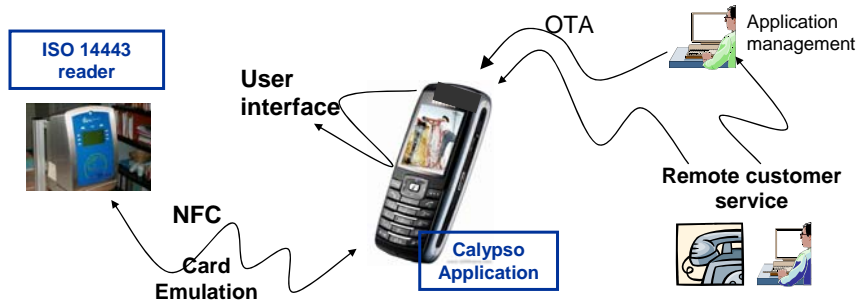 OTA
Application
management
ISO 14443
reader
User
interface
Remote customer
service
NFC
Card
Emulation
Calypso
Application